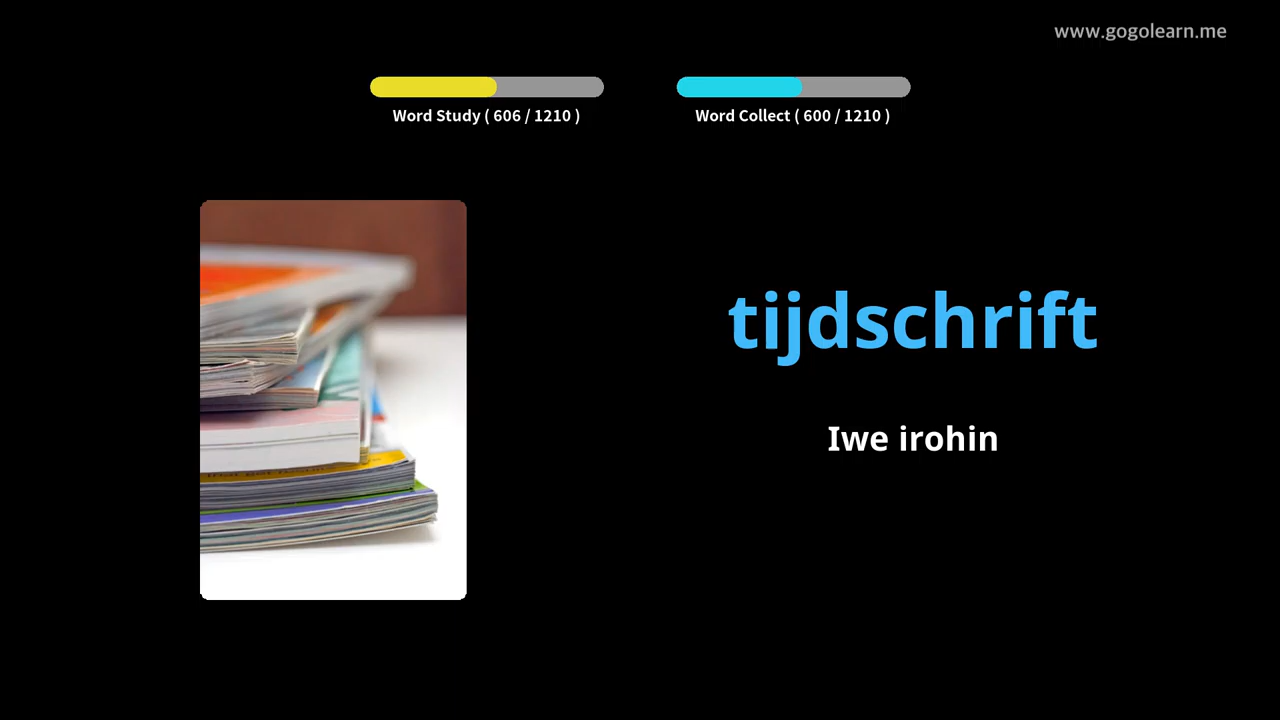 www.gogolearn.me
Word Study ( 606 / 1210 )
Word Collect ( 600 / 1210 )
tijdschrift
Iwe irohin